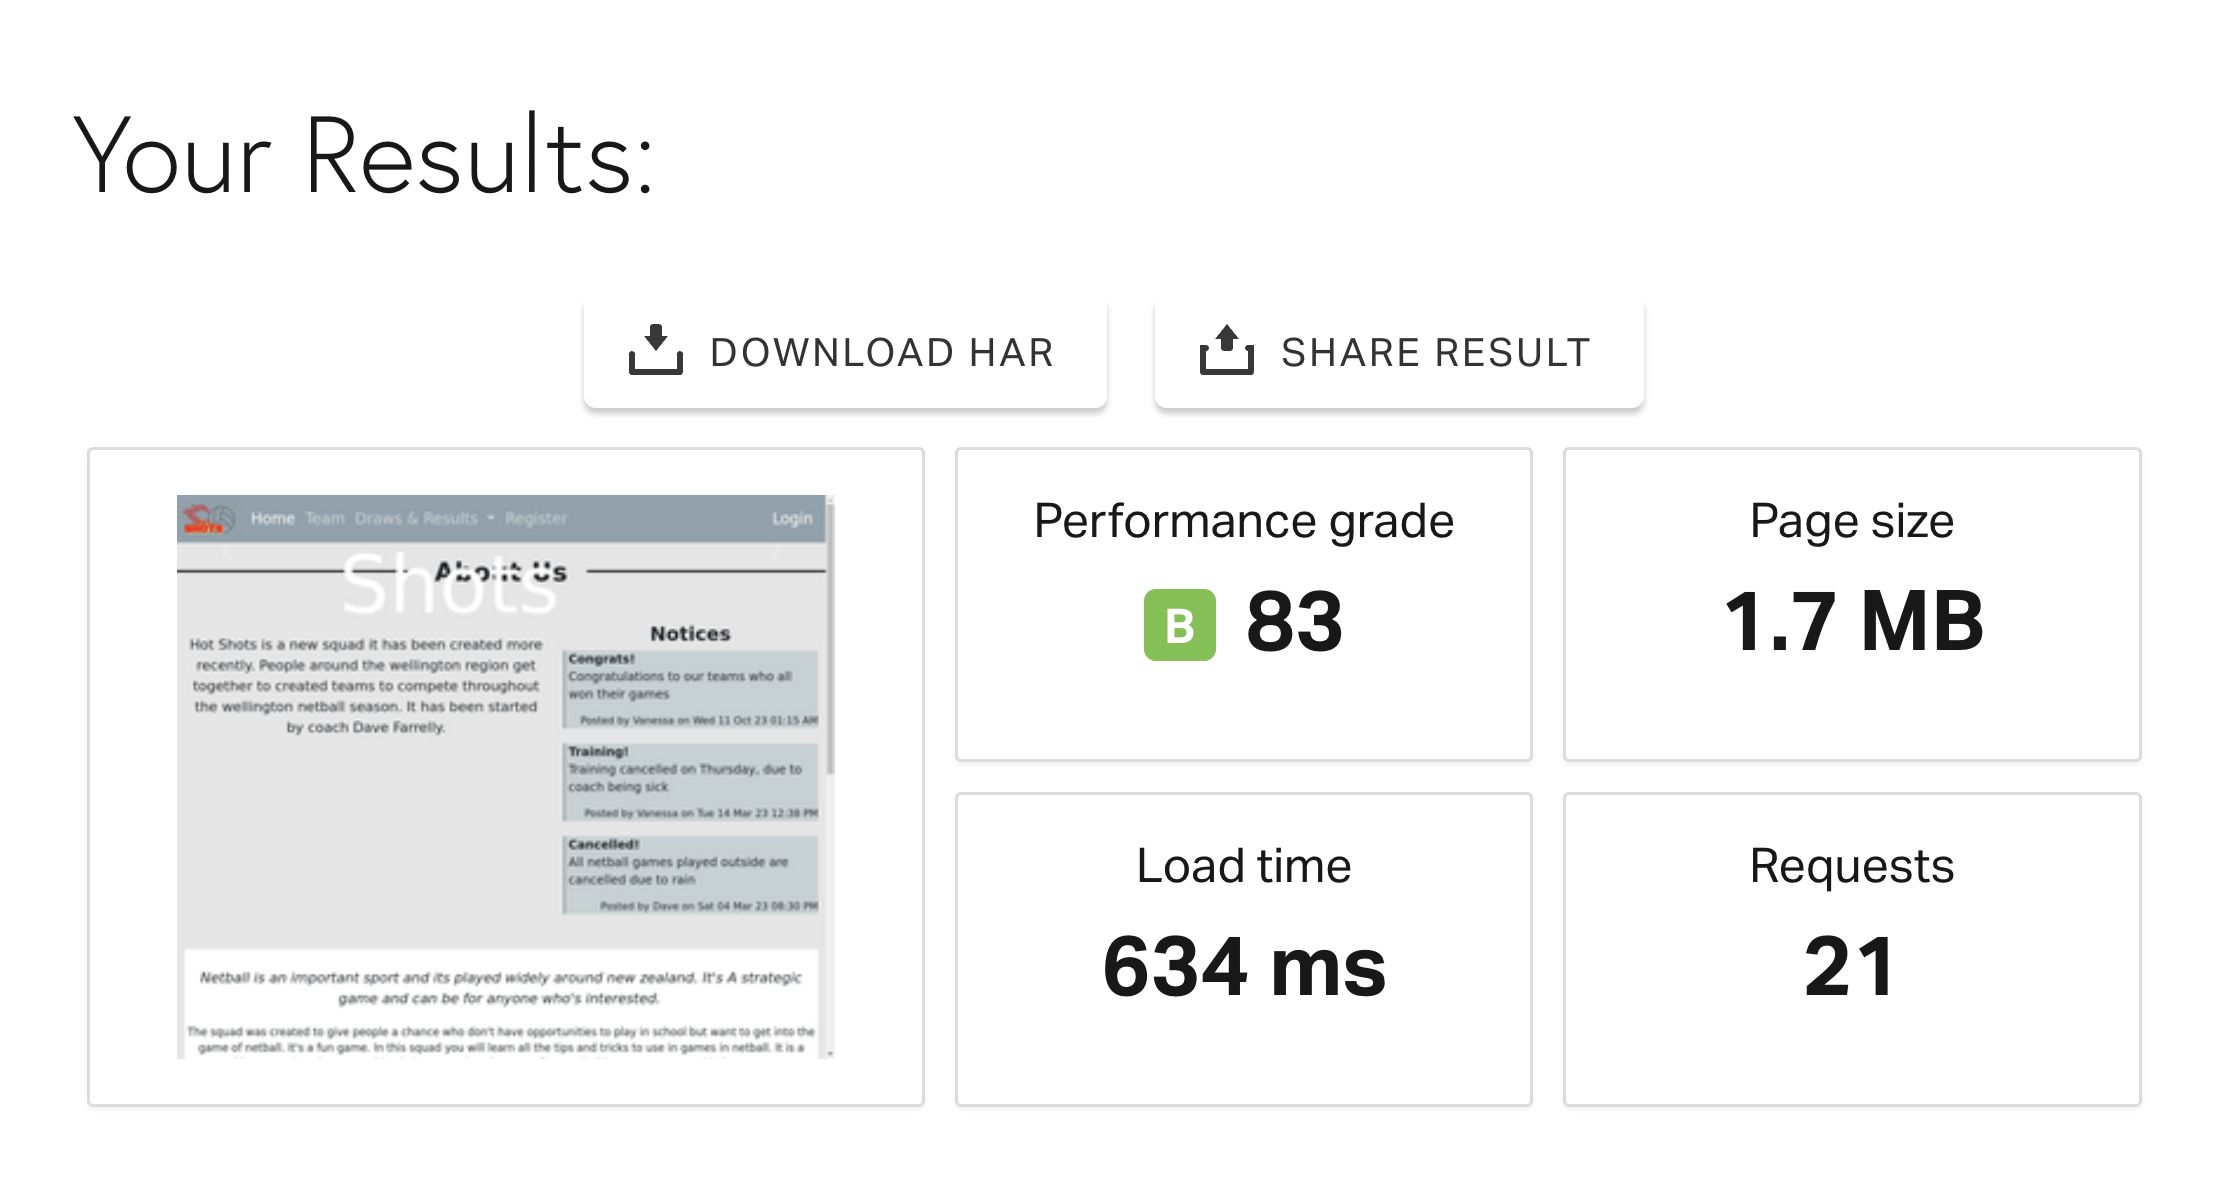 Your Results:
DOWNLOAD HAR
SHARE RESULT
SHOTS
Home Team Draws & Results Register Login
Shots
About Us
Hot Shots is a new squad it has been created more
recently. People around the wellington region get
together to created teams to compete throughout
the wellington netball season. It has been started
by coach Dave Farrelly.
Notices
Congrats!
Congratulations to our teams who all
won their games
Posted by Vanessa on Wed 11 Oct 23 01:15 AM
Training!
Training cancelled on Thursday, due to
coach being sick
Posted by Vanessa on Tue 14 Mar 23 12:38 PM
Cancelled!
All netball games played outside are
cancelled due to rain
Posted by Dave on Sat 04 Mar 23 08:30 PM
Netball is an important sport and its played widely around new zealand. It's A strategic
game and can be for anyone who's interested.
The squad was created to give people a chance who don't have opportunities to play in school but want to get into the
game of netball. It's a fun game. In this squad you will learn all the tips and tricks to use in games in netball. It is a
Performance grade
B 83
Page size
1.7 MB
Load time
634 ms
Requests
21